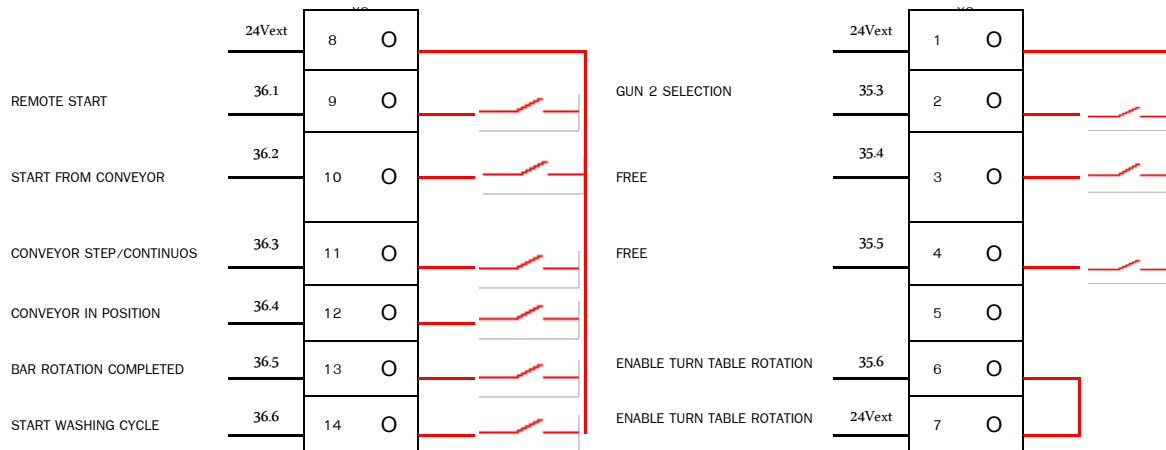 24Vext
8 O
REMOTE START
36.1
9 O
START FROM CONVEYOR
36.2
10 O
CONVEYOR STEP/CONTINUOS
36.3
11 O
CONVEYOR IN POSITION
36.4
12 O
BAR ROTATION COMPLETED
36.5
13 O
START WASHING CYCLE
36.6
14 O
24Vext
1 O
GUN 2 SELECTION
35.3
2 O
FREE
35.4
3 O
FREE
35.5
4 O
5 O
ENABLE TURN TABLE ROTATION
35.6
6 O
ENABLE TURN TABLE ROTATION
24Vext
7 O